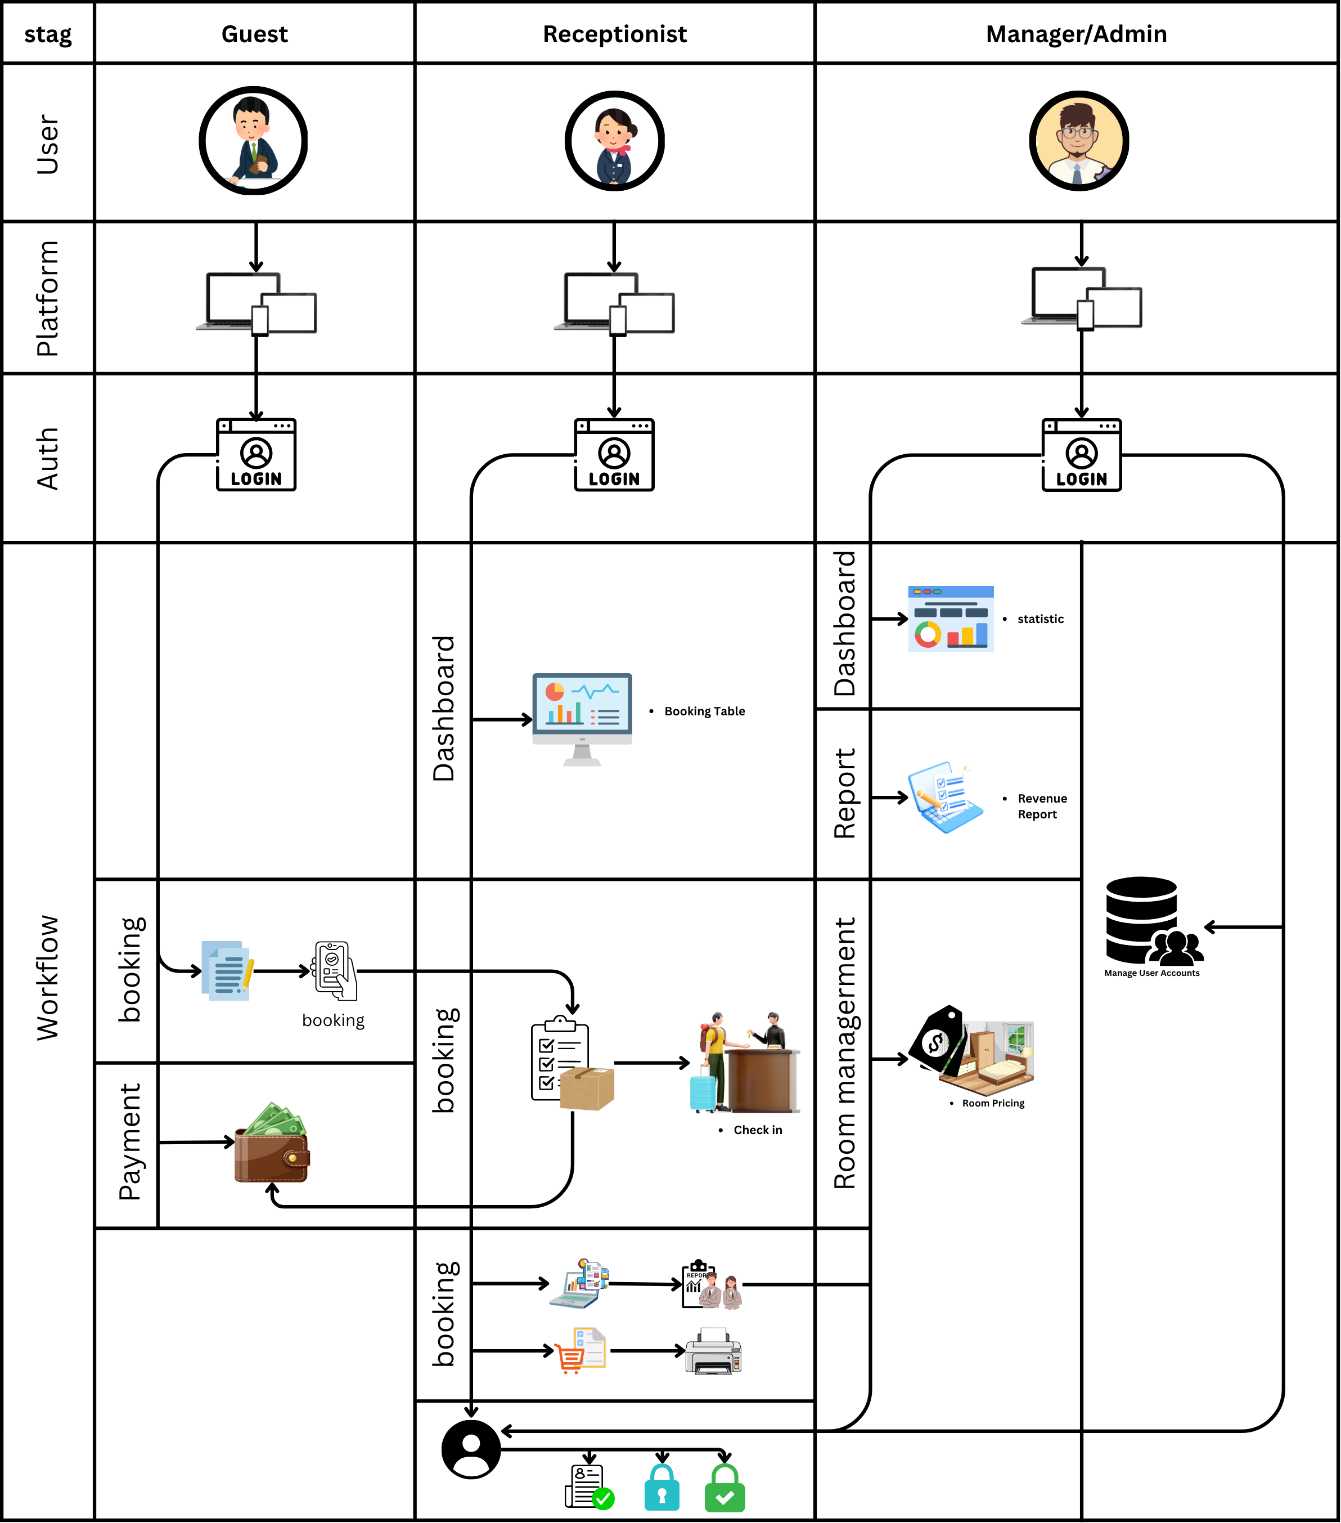 stag
Guest
Receptionist
Manager/Admin
User
Platform
Auth
LOGIN
LOGIN
LOGIN
Workflow
Dashboard
• Booking Table
Dashboard
• statistic
Report
• Revenue
Report
Manage User Accounts
booking
booking
booking
• Check in
Room managerment
• Room Pricing
Payment
booking
REPORT